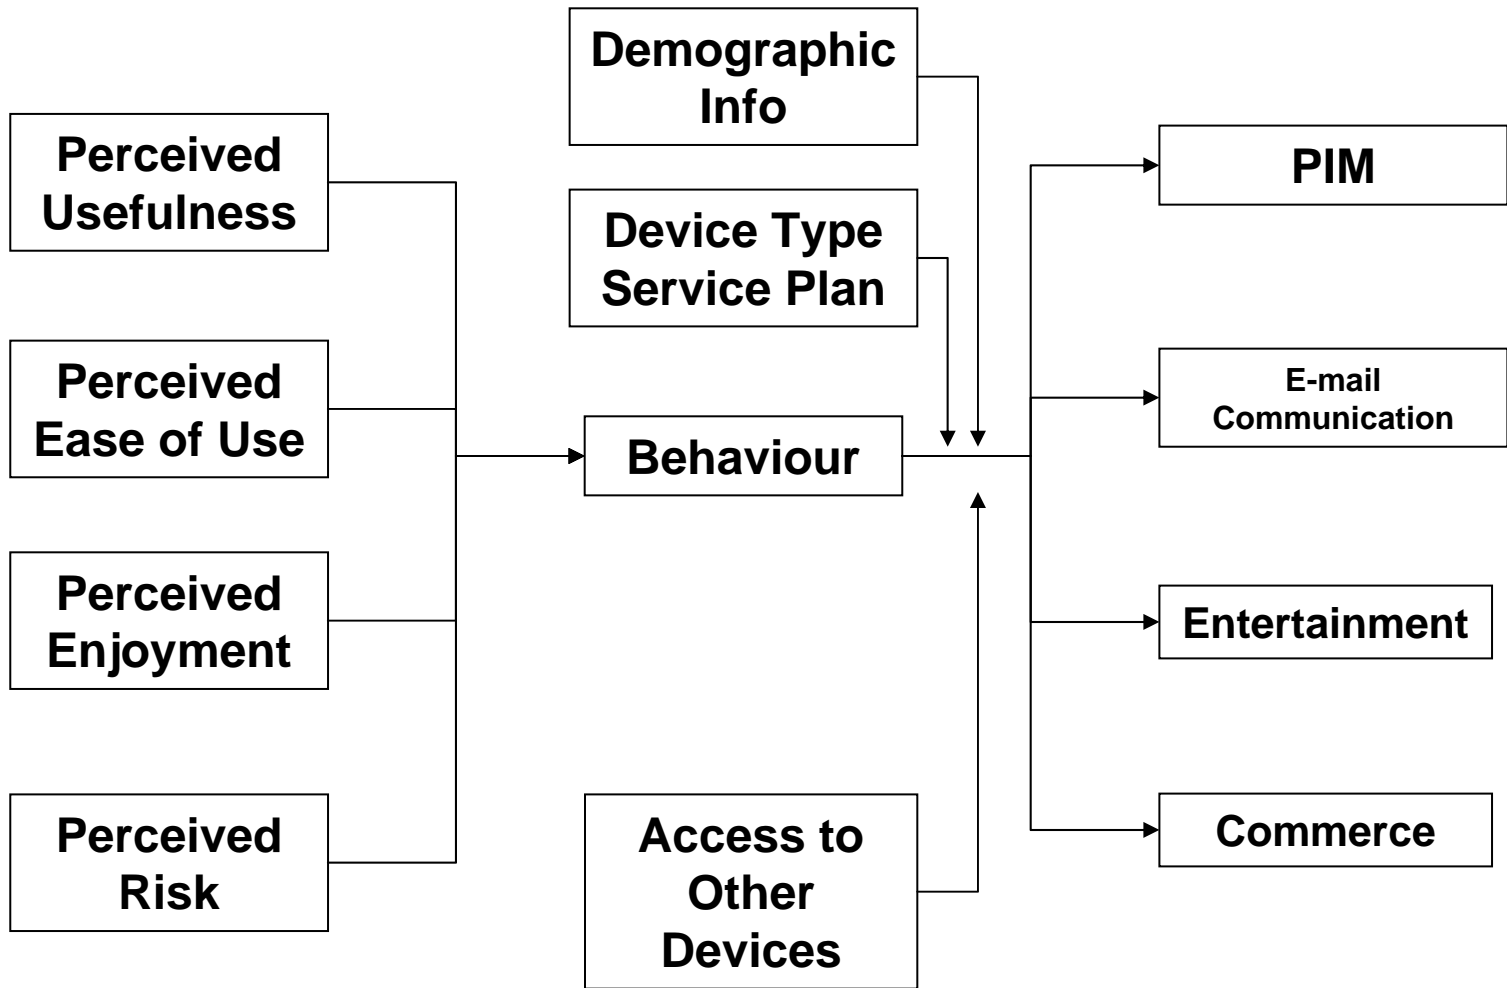 Perceived
Usefulness
Perceived
Ease of Use
Perceived
Enjoyment
Perceived
Risk
Demographic
Info
Device Type
Service Plan
Behaviour
Access to
Other
Devices
PIM
E-mail
Communication
Entertainment
Commerce